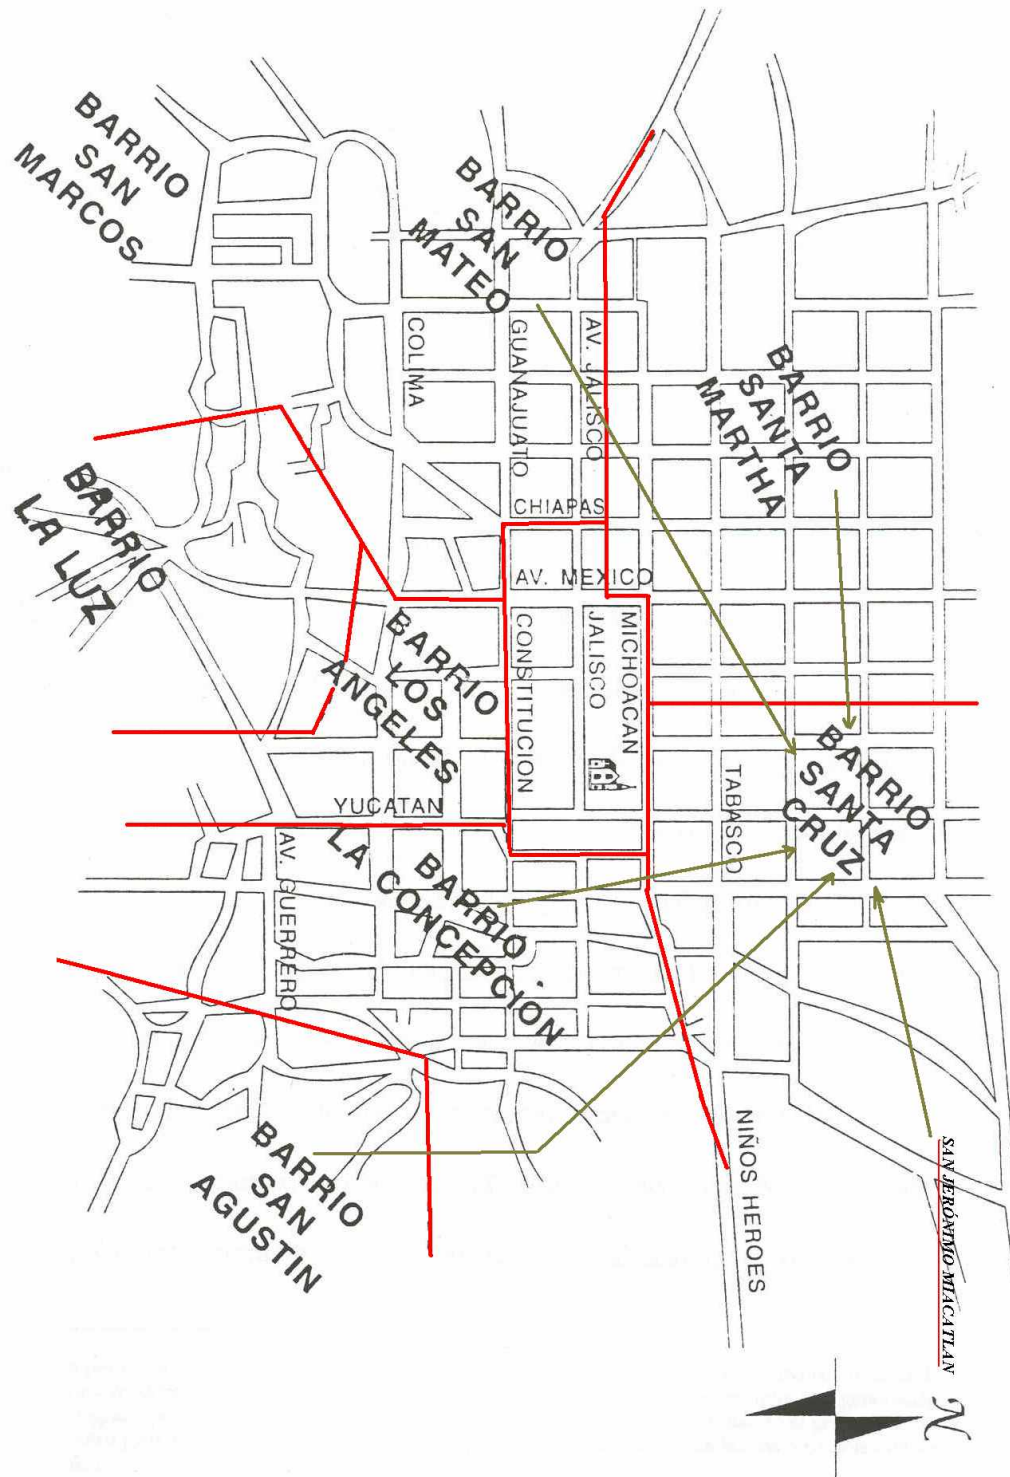 BARRIO
SAN
MARCOS
BARRIO
SAN
MATEO
COLIMA
GUANAJUATO
AV. JALISCO
BARRIO
SANTA
MARTHA
CHIAPAS
AV. MEXICO
BARRIO
LA LUZ
BARRIO
LOS
ANGELES
CONSTITUCION
JALISCO
MICHOACAN
BARRIO
SANTA
CRUZ
TABASCO
YUCATAN
AV. GUERRERO
BARRIO
LA CONCEPCIÓN
BARRIO
SAN
AGUSTIN
NIÑOS HEROES
SAN JERÓNIMO MIACATLAN
N